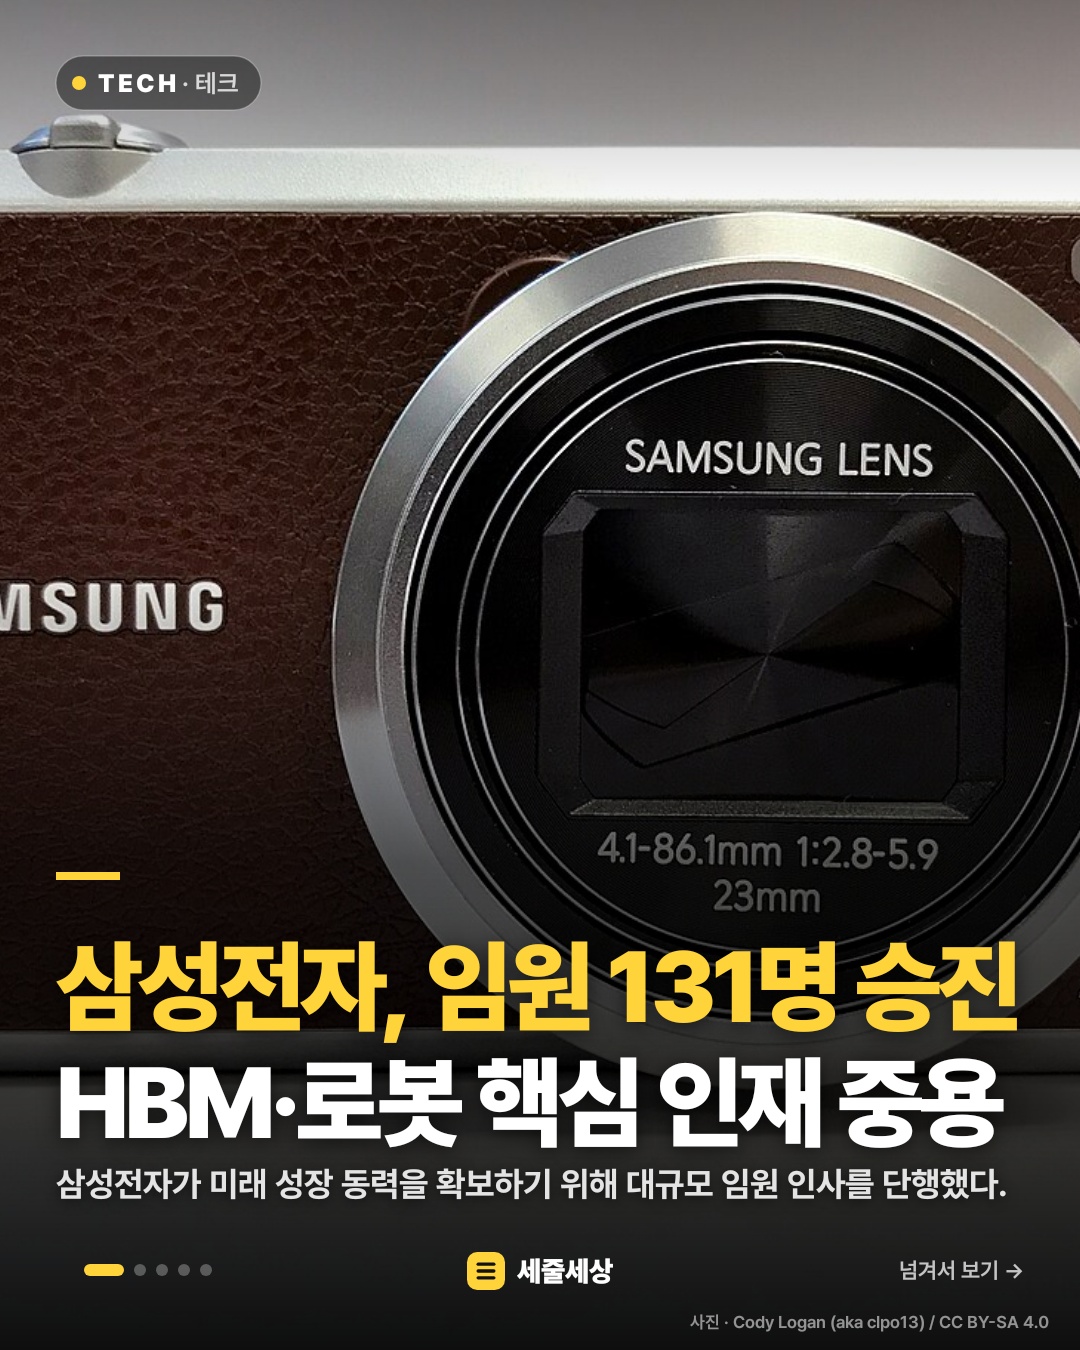 TECH · 테크
SAMSUNG LENS
MSUNG
4.1-86.1mm 1:2.8-5.9
23mm
삼성전자, 임원 131명 승진
HBM·로봇 핵심 인재 중용
삼성전자가 미래 성장 동력을 확보하기 위해 대규모 임원 인사를 단행했다.
세줄세상
넘겨서 보기 →
사진 · Cody Logan (aka clpo13) / CC BY-SA 4.0